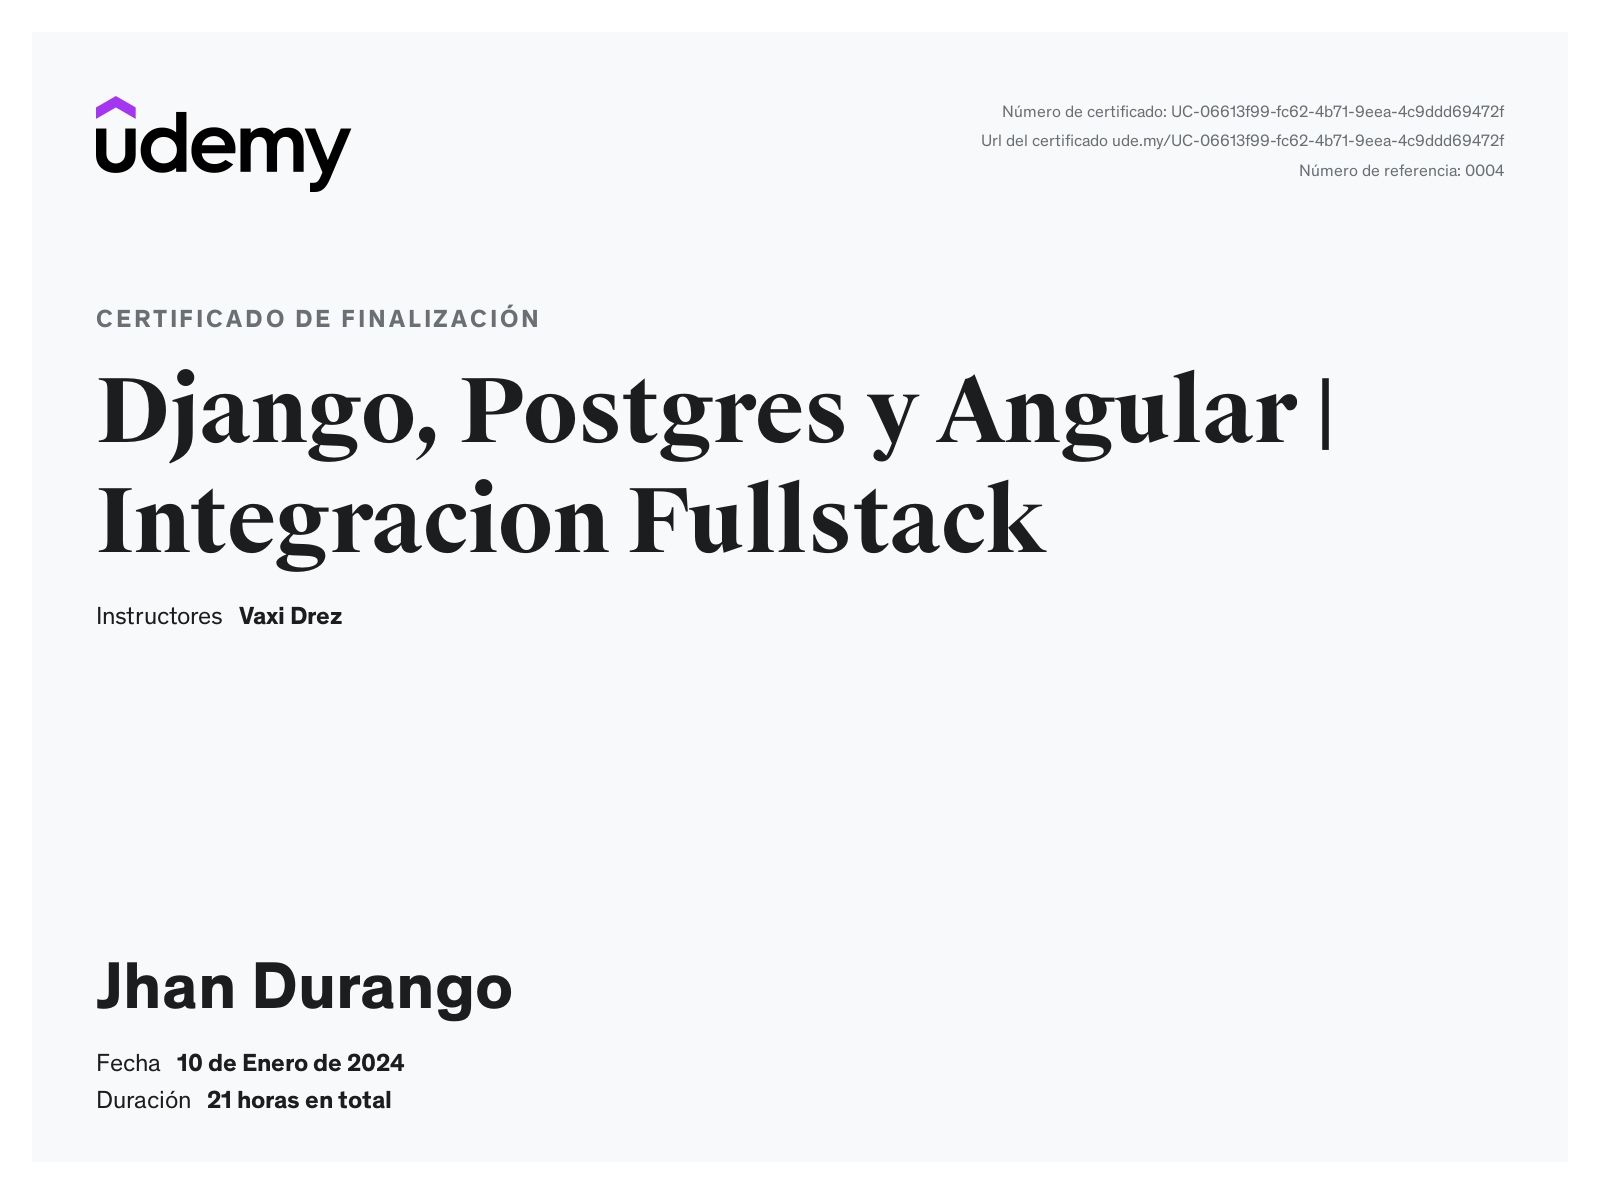 udemy
Número de certificado: UC-06613f99-fc62-4b71-9eea-4c9ddd69472f
Url del certificado ude.my/UC-06613f99-fc62-4b71-9eea-4c9ddd69472f
Número de referencia: 0004
CERTIFICADO DE FINALIZACIÓN
Django, Postgres y Angular |
Integracion Fullstack
Instructores Vaxi Drez
Jhan Durango
Fecha 10 de Enero de 2024
Duración 21 horas en total